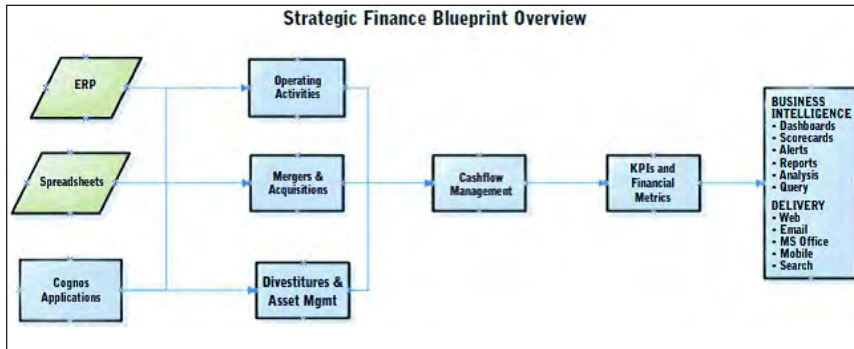 Strategic Finance Blueprint Overview
ERP
Operating
Activities
Spreadsheets
Mergers &
Acquisitions
Cashflow
Management
KPIs and
Financial
Metrics
Cognos
Applications
Divestitures &
Asset Mgmt
BUSINESS
INTELLIGENCE
• Dashboards
• Scorecards
• Alerts
• Reports
• Analysis
• Query
DELIVERY
• Web
• Email
• MS Office
• Mobile
• Search